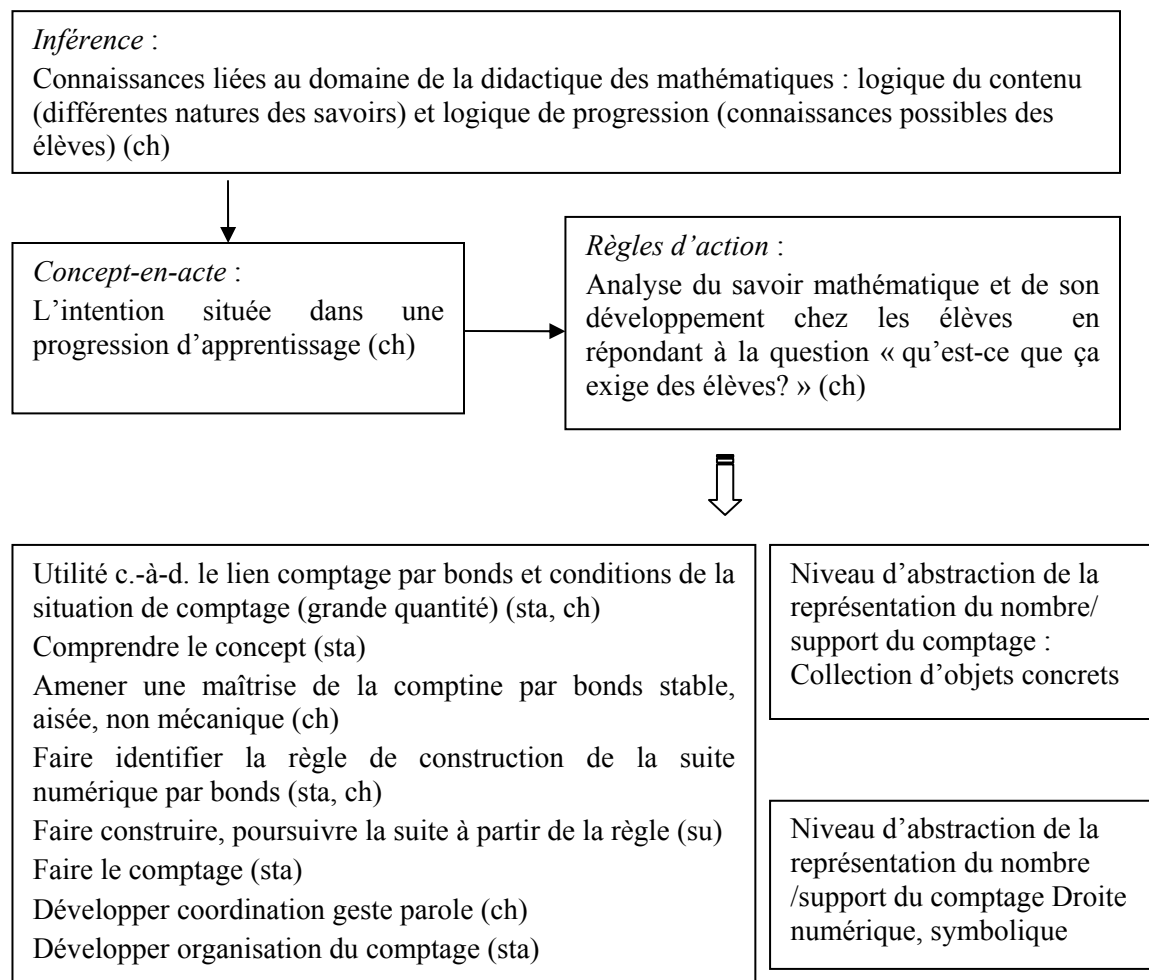 Inférence :
Connaissances liées au domaine de la didactique des mathématiques : logique du contenu
(différentes natures des savoirs) et logique de progression (connaissances possibles des
élèves) (ch)
Concept-en-acte :
L’intention située dans une
progression d’apprentissage (ch)
Règles d’action :
Analyse du savoir mathématique et de son
développement chez les élèves en
répondant à la question « qu’est-ce que ça
exige des élèves? » (ch)
Utilité c.-à-d. le lien comptage par bonds et conditions de la
situation de comptage (grande quantité) (sta, ch)
Comprendre le concept (sta)
Amener une maîtrise de la comptine par bonds stable,
aisée, non mécanique (ch)
Faire identifier la règle de construction de la suite
numérique par bonds (sta, ch)
Faire construire, poursuivre la suite à partir de la règle (su)
Faire le comptage (sta)
Développer coordination geste parole (ch)
Développer organisation du comptage (sta)
Niveau d’abstraction de la
représentation du nombre/
support du comptage :
Collection d’objets concrets
Niveau d’abstraction de la
représentation du nombre
/support du comptage Droite
numérique, symbolique